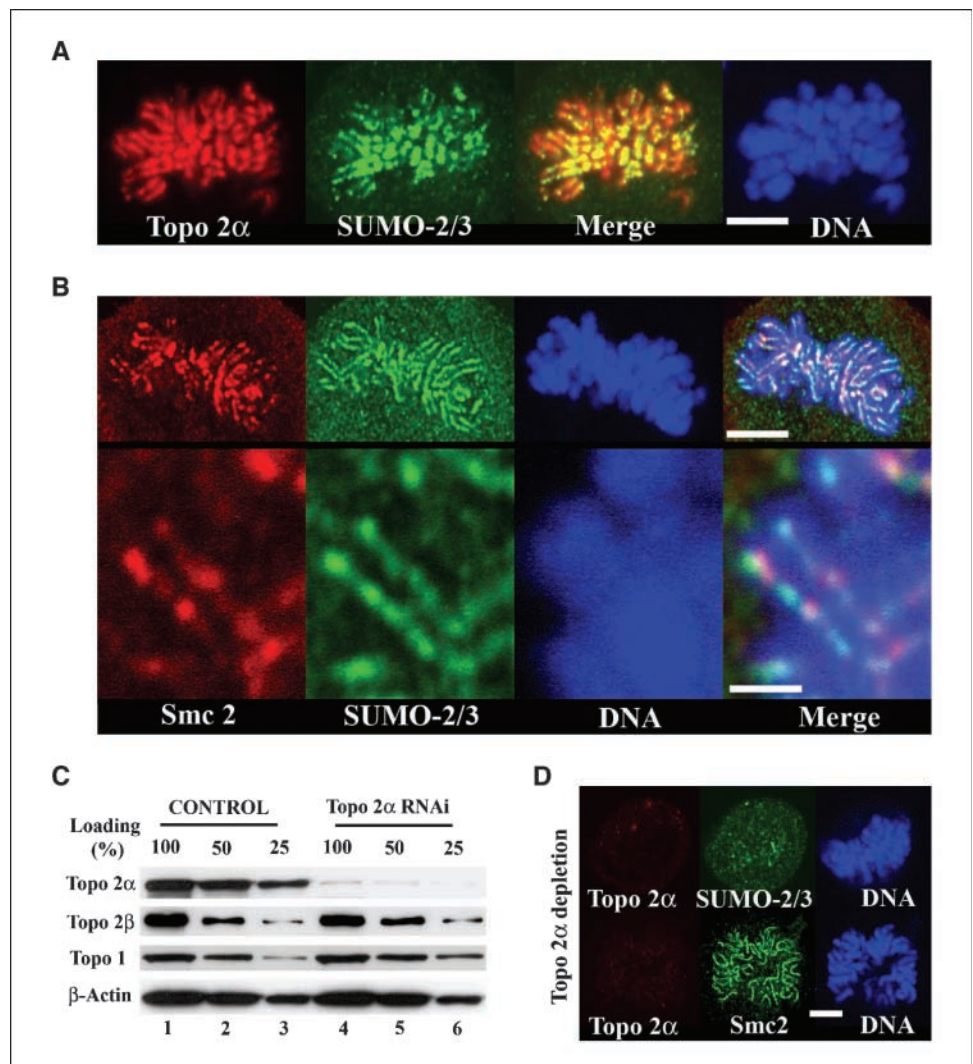 A
Topo 2α SUMO-2/3 Merge DNA
B
Smc 2 SUMO-2/3 DNA Merge
C
CONTROL Topo 2α RNAi
Loading
(%)
100 50 25 100 50 25
Topo 2α
Topo 2β
Topo 1
β-Actin
1 2 3 4 5 6
D
Topo 2α depletion
Topo 2α SUMO-2/3 DNA
Topo 2α Smc2 DNA